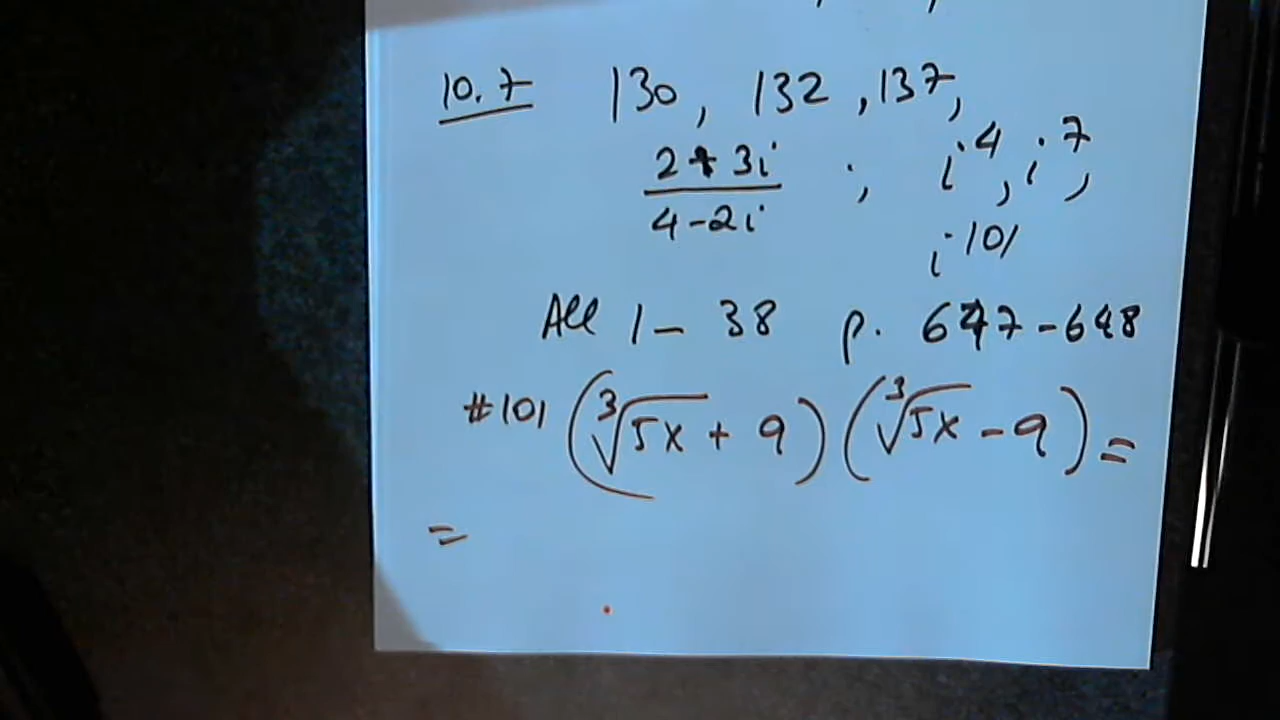 10.7 130, 132, 137,
2+3i / 4-2i ; i^4, i^7,
i^101
All 1- 38 p. 647-648
#101 (∛5x + 9)(∛5x - 9) =
=